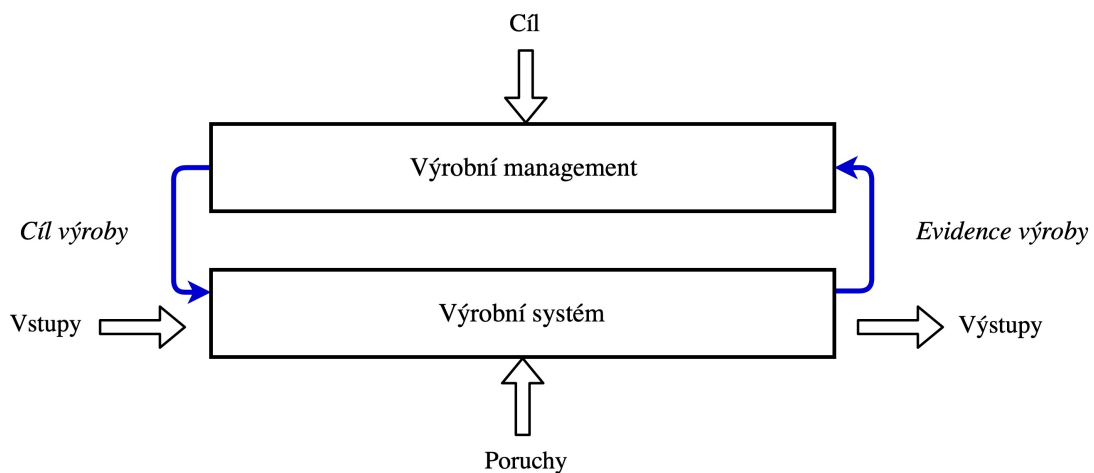 Cíl
Výrobní management
Cíl výroby
Evidence výroby
Výrobní systém
Vstupy
Výstupy
Poruchy